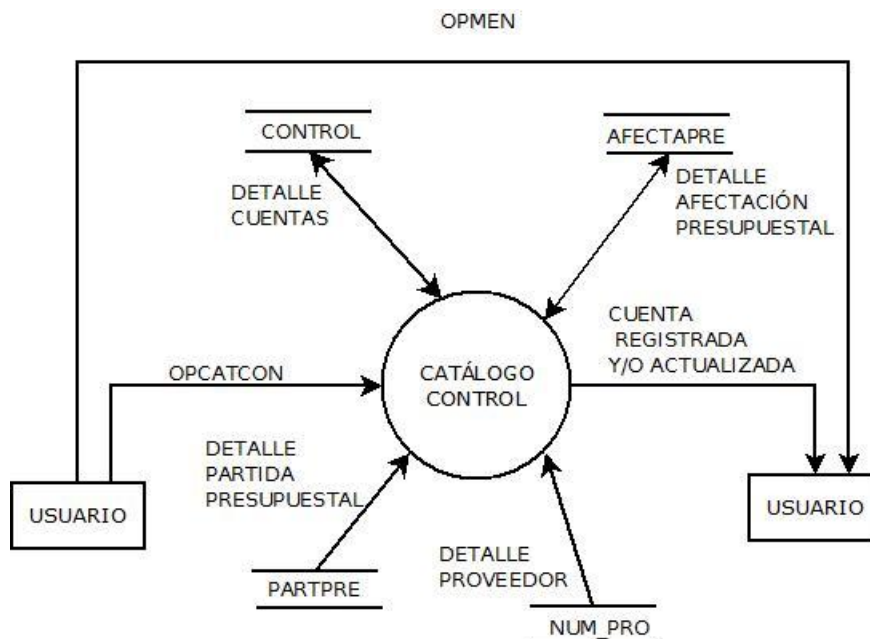 OPMEN
CONTROL
AFECTAPRE
DETALLE
CUENTAS
DETALLE
AFECTACIÓN
PRESUPUESTAL
CUENTA
REGISTRADA
Y/O ACTUALIZADA
OPCATCON
CATÁLOGO
CONTROL
DETALLE
PARTIDA
PRESUPUESTAL
USUARIO
USUARIO
DETALLE
PROVEEDOR
PARTPRE
NUM_PRO